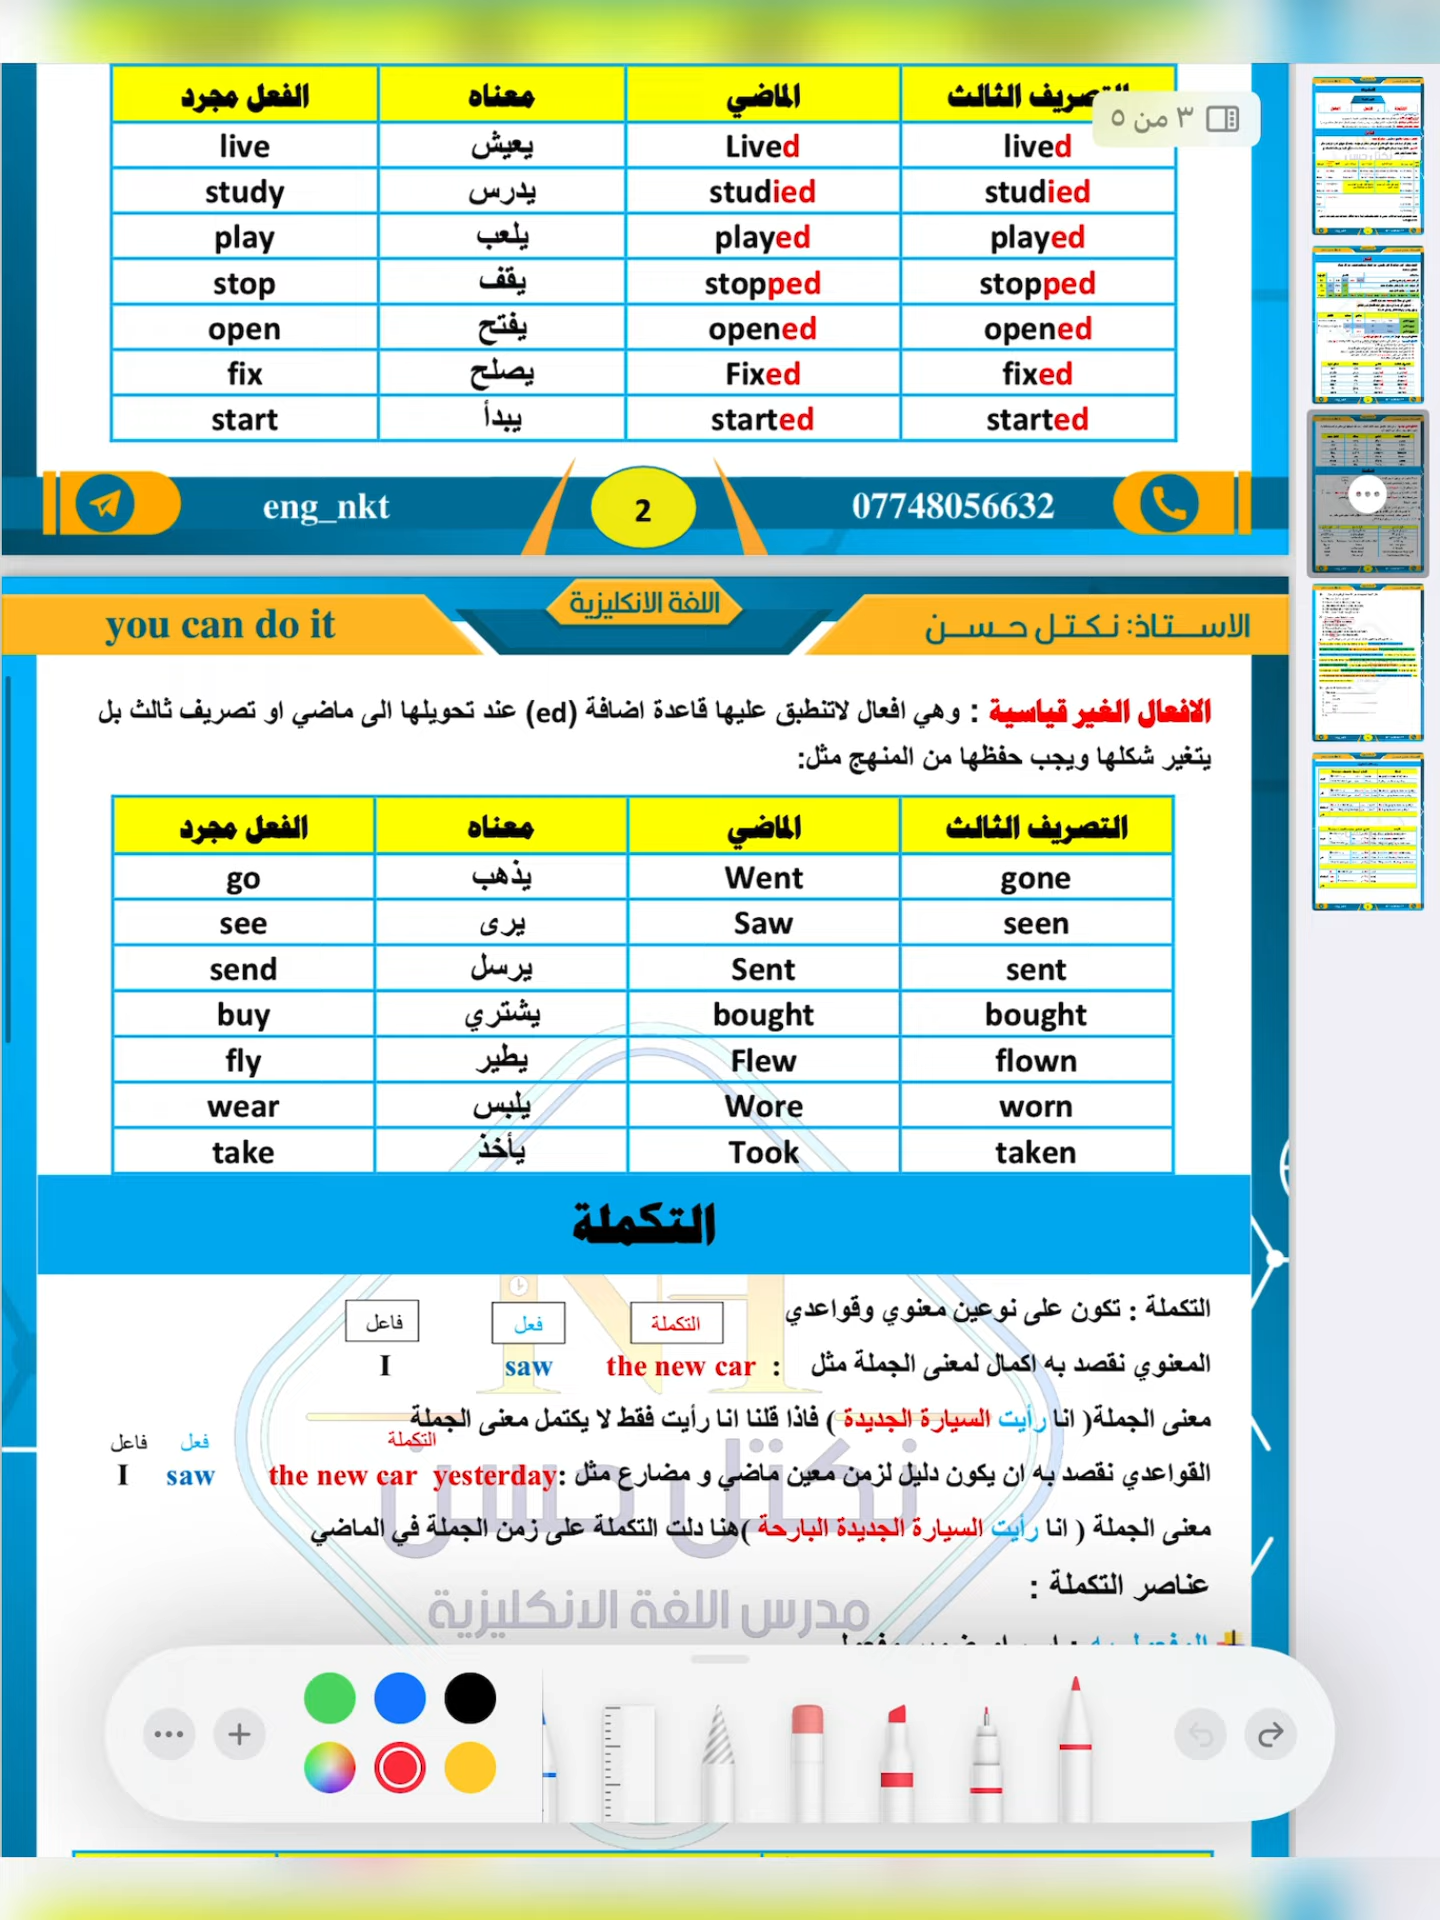 الفعل مجرد معناه الماضي التصريف الثالث
٣ من ٥
live يعيش Lived lived
study يدرس studied studied
play يلعب played played
stop يقف stopped stopped
open يفتح opened opened
fix يصلح Fixed fixed
start يبدأ started started
eng_nkt 2 07748056632
you can do it اللغة الانكليزية الاستاذ: نكتل حسن
الافعال الغير قياسية : وهي افعال لاتنطبق عليها قاعدة اضافة (ed) عند تحويلها الى ماضي او تصريف ثالث بل
يتغير شكلها ويجب حفظها من المنهج مثل:
الفعل مجرد معناه الماضي التصريف الثالث
go يذهب Went gone
see يرى Saw seen
send يرسل Sent sent
buy يشتري bought bought
fly يطير Flew flown
wear يلبس Wore worn
take يأخذ Took taken
التكملة
التكملة : تكون على نوعين معنوي وقواعدي
فاعل فعل التكملة
المعنوي نقصد به اكمال لمعنى الجملة مثل : I saw the new car
معنى الجملة( انا رأيت السيارة الجديدة ) فاذا قلنا انا رأيت فقط لا يكتمل معنى الجملة
فاعل فعل التكملة
القواعدي نقصد به ان يكون دليل لزمن معين ماضي و مضارع مثل: I saw the new car yesterday
معنى الجملة ( انا رأيت السيارة الجديدة البارحة )هنا دلت التكملة على زمن الجملة في الماضي
عناصر التكملة :
نكتل حسن
مدرس اللغة الانكليزية